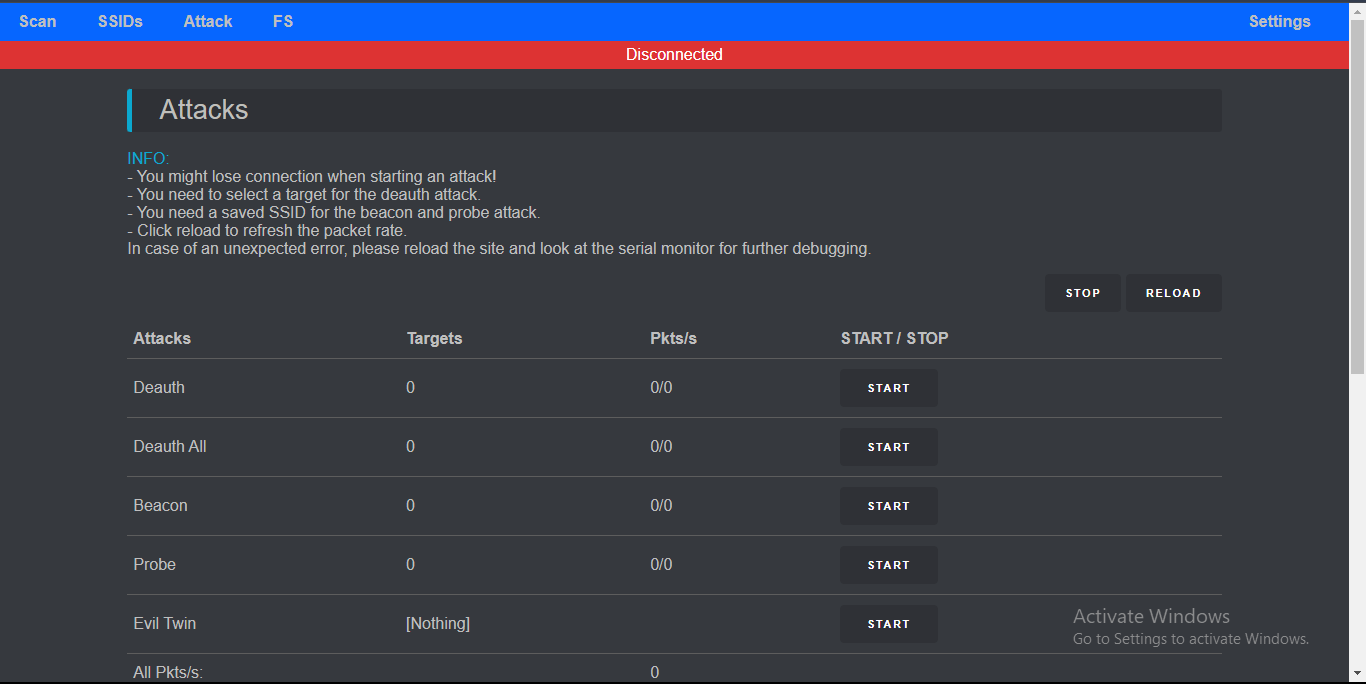 Scan SSIDs Attack FS Settings
Disconnected
Attacks
INFO:
- You might lose connection when starting an attack!
- You need to select a target for the deauth attack.
- You need a saved SSID for the beacon and probe attack.
- Click reload to refresh the packet rate.
In case of an unexpected error, please reload the site and look at the serial monitor for further debugging.
STOP RELOAD
Attacks Targets Pkts/s START / STOP
Deauth 0 0/0 START
Deauth All 0 0/0 START
Beacon 0 0/0 START
Probe 0 0/0 START
Evil Twin [Nothing] START
All Pkts/s: 0
Activate Windows
Go to Settings to activate Windows.